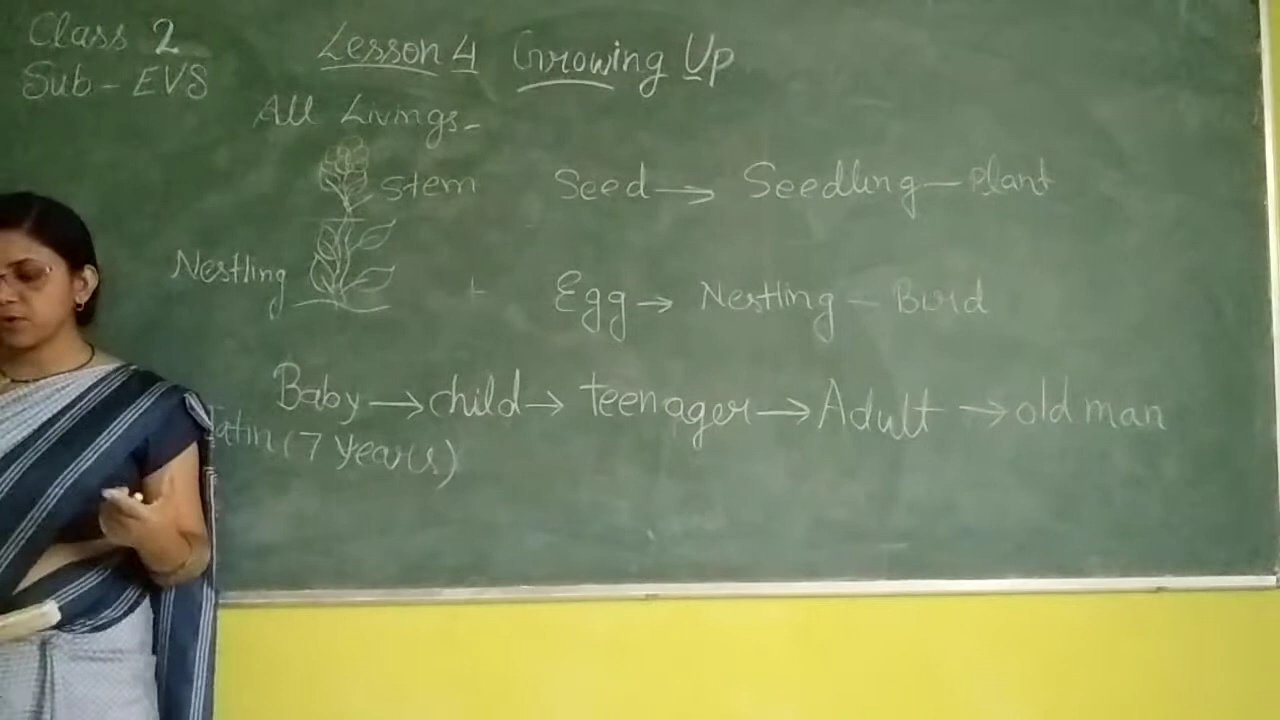 Class 2
Sub - EVS
Lesson 4 Growing Up
All Livings -
Stem
Seed → Seedling — Plant
Nestling
Egg → Nestling — Bird
Baby → child → teenager → Adult → old man
Jatin (7 years)